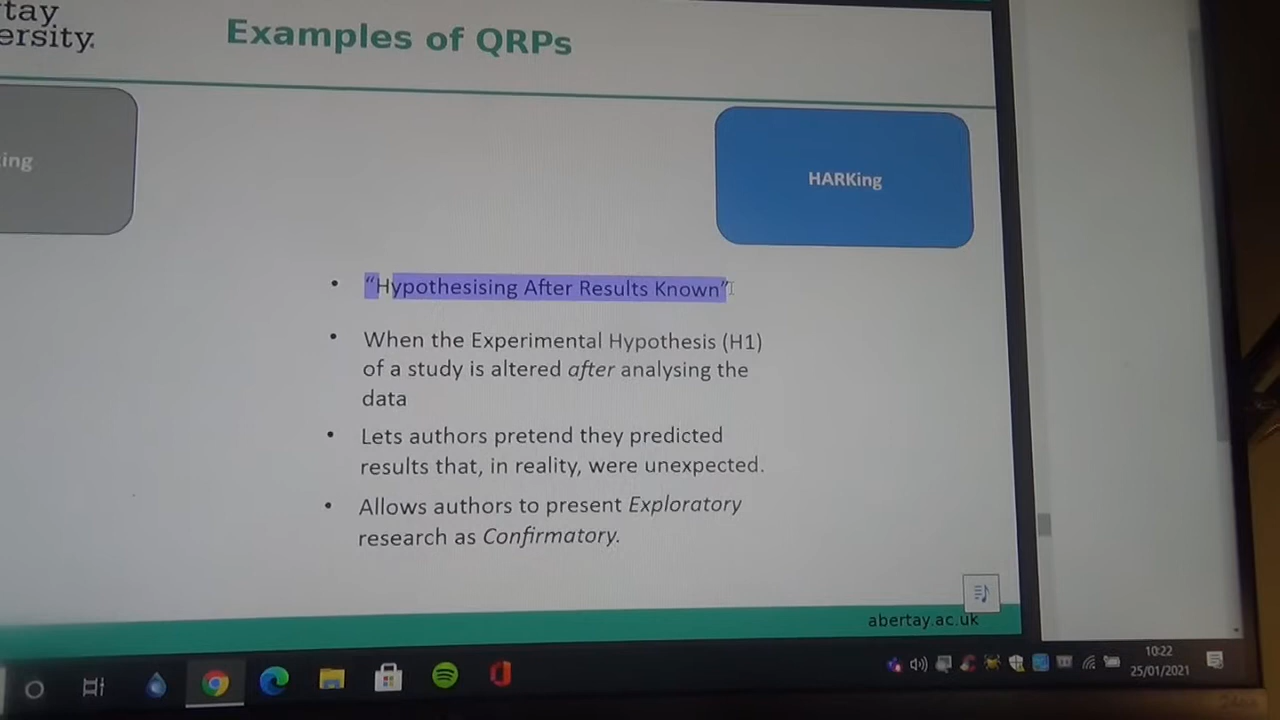 tay
ersity.
Examples of QRPs
ing
HARKing
• “Hypothesising After Results Known”
• When the Experimental Hypothesis (H1)
of a study is altered after analysing the
data
• Lets authors pretend they predicted
results that, in reality, were unexpected.
• Allows authors to present Exploratory
research as Confirmatory.
abertay.ac.uk
10:22
25/01/2021